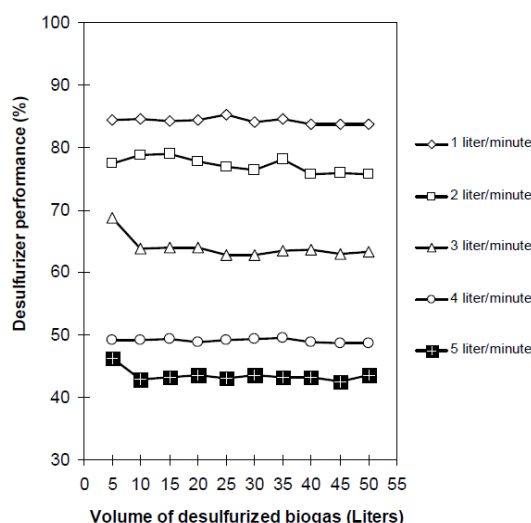 100
90
80
70
60
50
40
30
Desulfurizer performance (%)
0 5 10 15 20 25 30 35 40 45 50 55
Volume of desulfurized biogas (Liters)
1 liter/minute
2 liter/minute
3 liter/minute
4 liter/minute
5 liter/minute